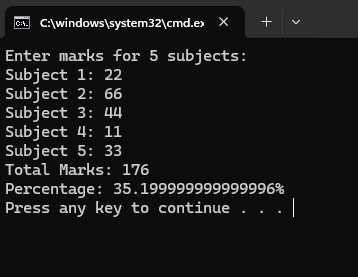 C:\windows\system32\cmd.ex
Enter marks for 5 subjects:
Subject 1: 22
Subject 2: 66
Subject 3: 44
Subject 4: 11
Subject 5: 33
Total Marks: 176
Percentage: 35.199999999999996%
Press any key to continue . . .